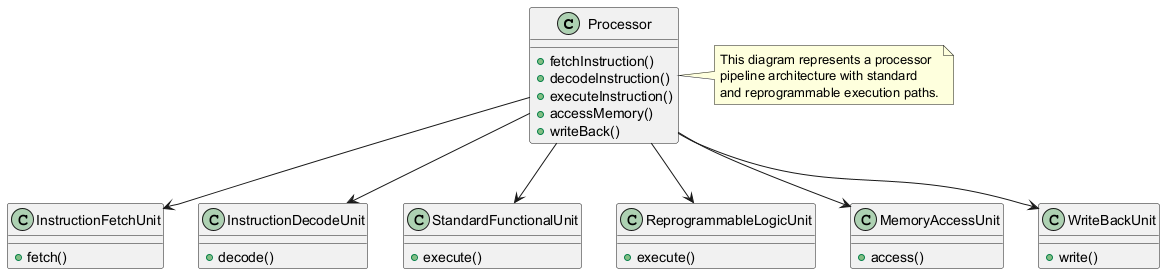 C Processor
fetchInstruction()
decodeInstruction()
executeInstruction()
accessMemory()
writeBack()
This diagram represents a processor
pipeline architecture with standard
and reprogrammable execution paths.
C InstructionFetchUnit
fetch()
C InstructionDecodeUnit
decode()
C StandardFunctionalUnit
execute()
C ReprogrammableLogicUnit
execute()
C MemoryAccessUnit
access()
C WriteBackUnit
write()